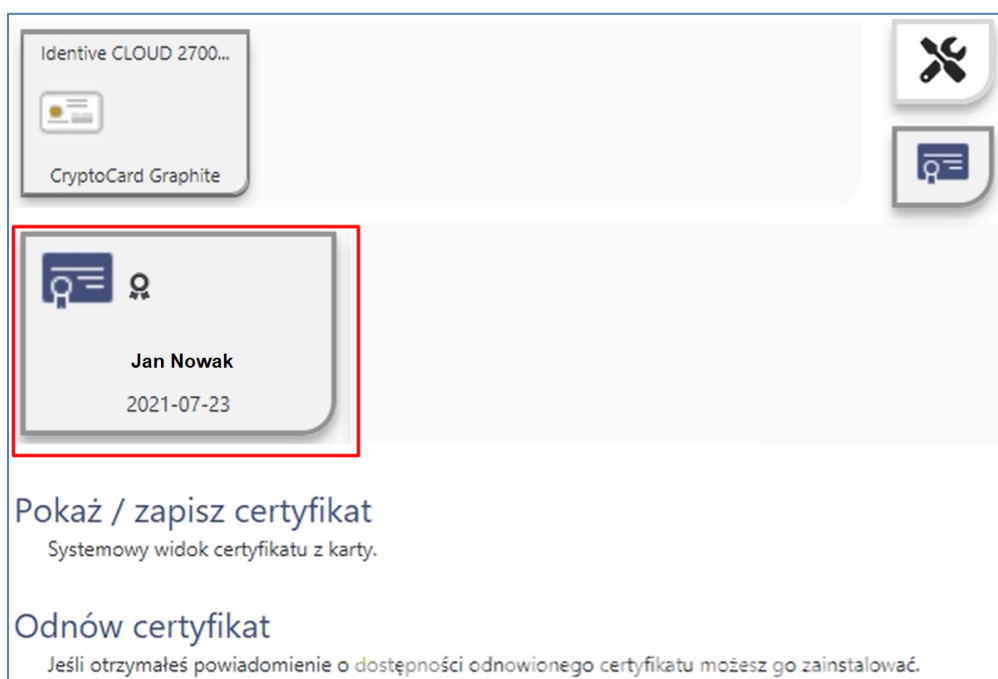 Identive CLOUD 2700...
CryptoCard Graphite
Jan Nowak
2021-07-23
Pokaż / zapisz certyfikat
Systemowy widok certyfikatu z karty.
Odnów certyfikat
Jeśli otrzymałeś powiadomienie o dostępności odnowionego certyfikatu możesz go zainstalować.